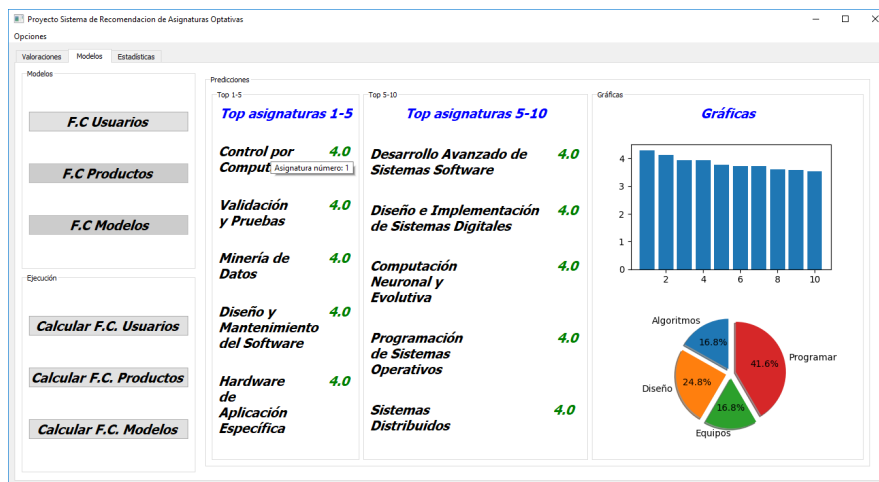 Proyecto Sistema de Recomendacion de Asignaturas Optativas
Opciones
Valoraciones Modelos Estadísticas
Modelos
F.C Usuarios
F.C Productos
F.C Modelos
Ejecución
Calcular F.C. Usuarios
Calcular F.C. Productos
Calcular F.C. Modelos
Predicciones
Top 1-5
Top asignaturas 1-5
Control por 4.0
Comput
Asignatura número: 1
Validación 4.0
y Pruebas
Minería de 4.0
Datos
Diseño y 4.0
Mantenimiento
del Software
Hardware 4.0
de
Aplicación
Específica
Top 5-10
Top asignaturas 5-10
Desarrollo Avanzado de 4.0
Sistemas Software
Diseño e Implementación 4.0
de Sistemas Digitales
Computación 4.0
Neuronal y
Evolutiva
Programación 4.0
de Sistemas
Operativos
Sistemas 4.0
Distribuidos
Gráficas
Gráficas
4
3
2
1
0
2 4 6 8 10
Algoritmos
16.8%
Programar
41.6%
Diseño
24.8%
16.8%
Equipos